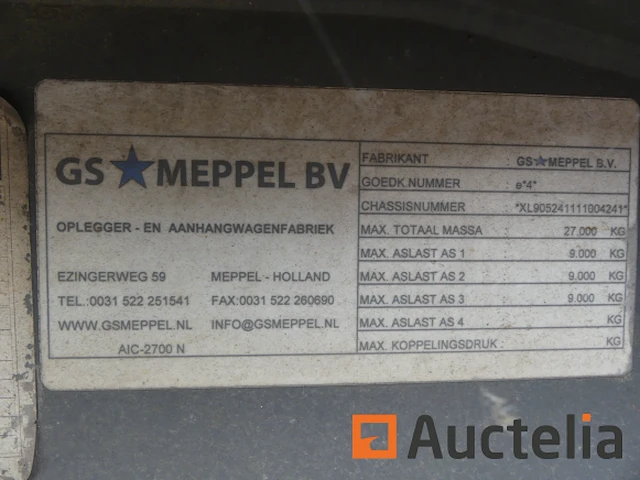 GS MEPPEL BV
OPLEGGER - EN AANHANGWAGENFABRIEK
EZINGERWEG 59 MEPPEL - HOLLAND
TEL.:0031 522 251541 FAX:0031 522 260690
WWW.GSMEPPEL.NL INFO@GSMEPPEL.NL
AIC-2700 N
FABRIKANT : GS★MEPPEL B.V.
GOEDK.NUMMER : e*4*
CHASSISNUMMER : *XL905241111004241*
MAX. TOTAAL MASSA : 27.000 KG
MAX. ASLAST AS 1 : 9.000 KG
MAX. ASLAST AS 2 : 9.000 KG
MAX. ASLAST AS 3 : 9.000 KG
MAX. ASLAST AS 4 : KG
MAX. KOPPELINGSDRUK : KG
Auctelia